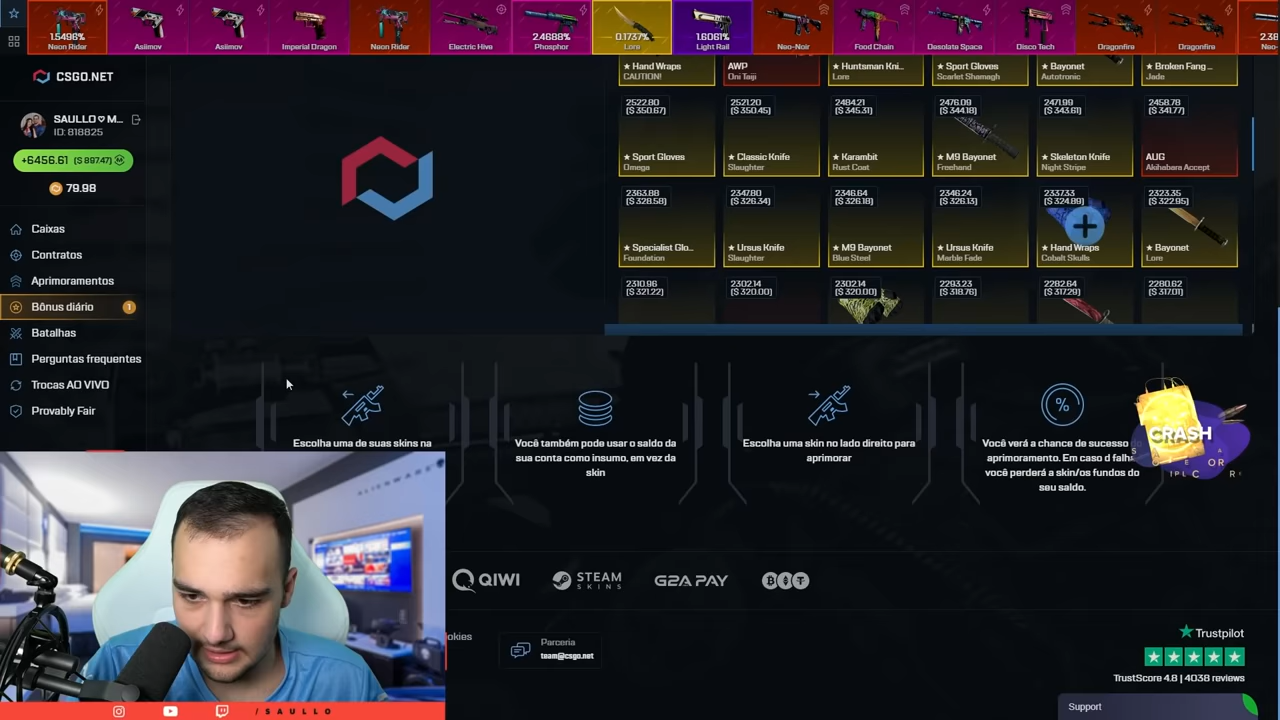 1.5496%
Neon Rider
Asiimov
Asiimov
Imperial Dragon
Neon Rider
Electric Hive
2.4688%
Phosphor
0.1737%
Lore
1.6061%
Light Rail
Neo-Noir
Food Chain
Desolate Space
Disco Tech
Dragonfire
Dragonfire
2.38
Neo-
CSGO.NET
SAULLO♡M...
ID: 818825
+6456.61 ($ 897.47) M
79.98
Caixas
Contratos
Aprimoramentos
Bônus diário 1
Batalhas
Perguntas frequentes
Trocas AO VIVO
Provably Fair
★ Hand Wraps
CAUTION!
AWP
Oni Taiji
★ Huntsman Kni...
Lore
★ Sport Gloves
Scarlet Shamagh
★ Bayonet
Autotronic
★ Broken Fang ...
Jade
2522.80
($ 350.67)
★ Sport Gloves
Omega
2521.20
($ 350.45)
★ Classic Knife
Slaughter
2484.21
($ 345.31)
★ Karambit
Rust Coat
2476.09
($ 344.18)
★ M9 Bayonet
Freehand
2471.99
($ 343.61)
★ Skeleton Knife
Night Stripe
2458.78
($ 341.77)
AUG
Akihabara Accept
2363.88
($ 328.58)
★ Specialist Glo...
Foundation
2347.80
($ 326.34)
★ Ursus Knife
Slaughter
2346.64
($ 326.18)
★ M9 Bayonet
Blue Steel
2346.24
($ 326.13)
★ Ursus Knife
Marble Fade
2337.33
($ 324.89)
★ Hand Wraps
Cobalt Skulls
2323.35
($ 322.95)
★ Bayonet
Lore
2310.96
($ 321.22)
2302.14
($ 320.00)
2302.14
($ 320.00)
2293.23
($ 318.76)
2282.64
($ 317.29)
2280.62
($ 317.01)
Escolha uma de suas skins na
Você também pode usar o saldo da
sua conta como insumo, em vez da
skin
Escolha uma skin no lado direito para
aprimorar
%
Você verá a chance de sucesso do
aprimoramento. Em caso d falh
você perderá a skin/os fundos do
seu saldo.
CRASH
ALIENWARE
QIWI
STEAM
SKINS
G2A PAY
okies
Parceria
team@csgo.net
★ Trustpilot
TrustScore 4.8 | 4038 reviews
Support
/SAULLO